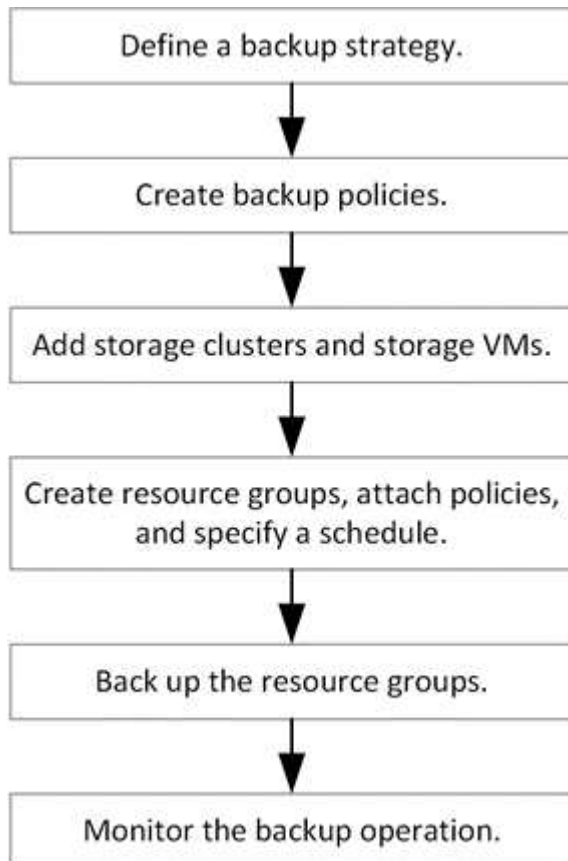 Define a backup strategy.
Create backup policies.
Add storage clusters and storage VMs.
Create resource groups, attach policies,
and specify a schedule.
Back up the resource groups.
Monitor the backup operation.